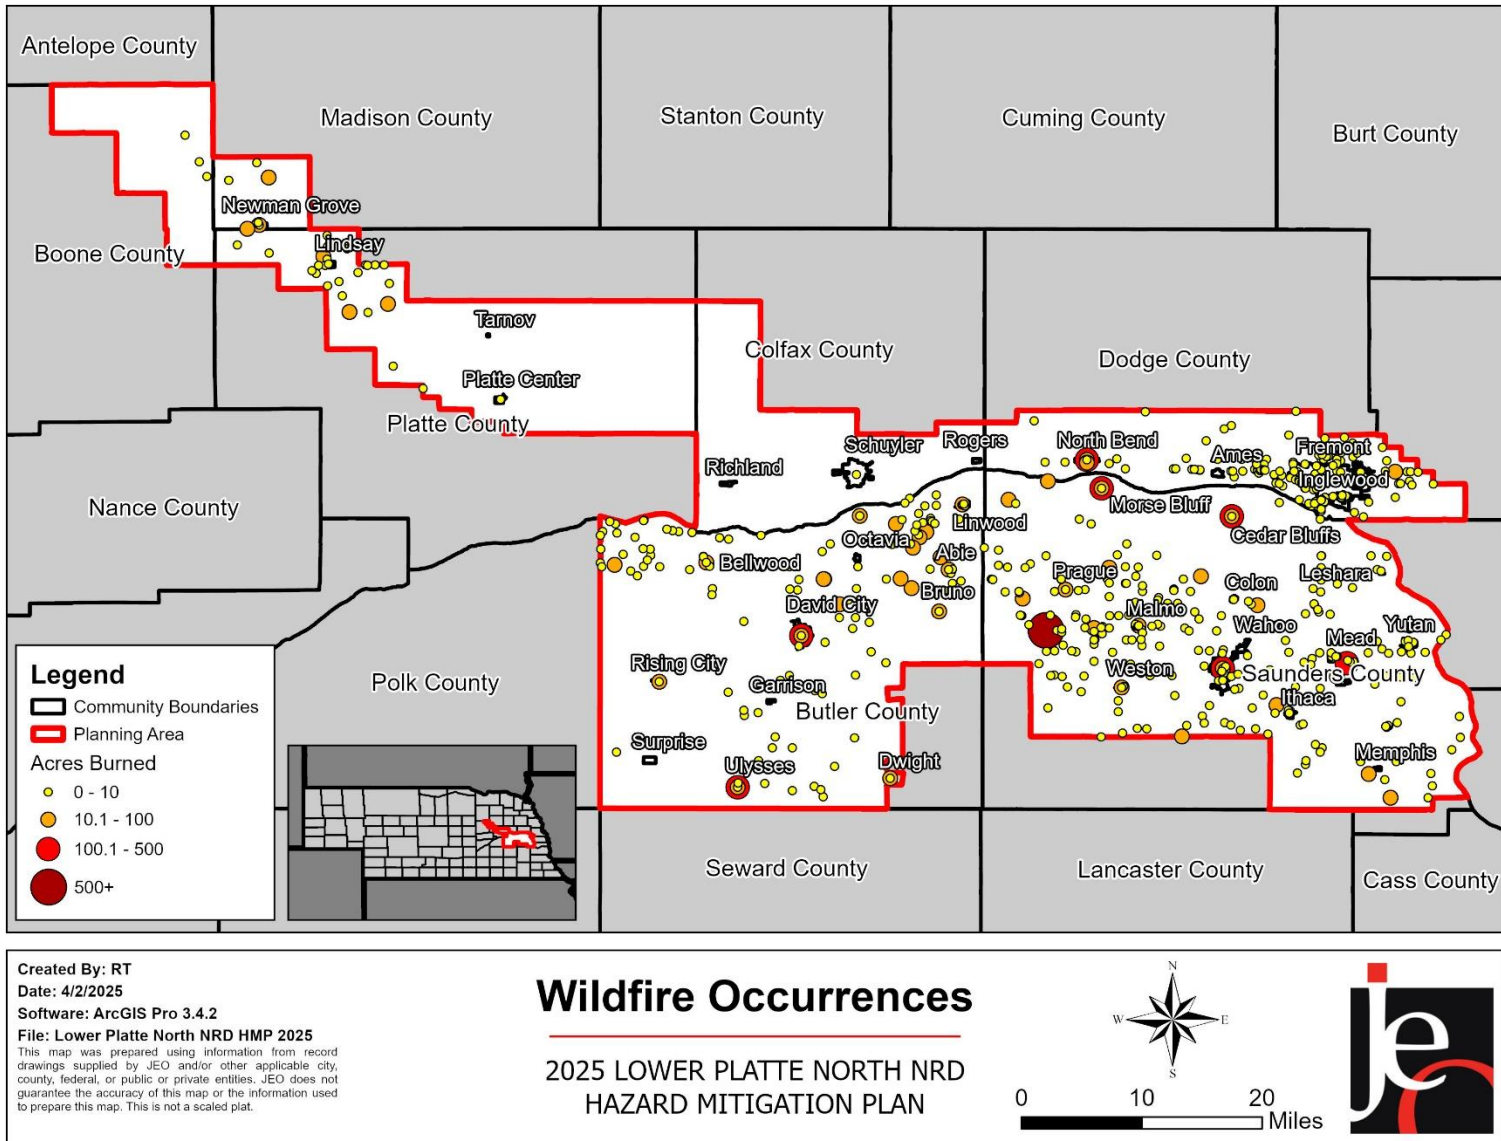 Antelope County
Madison County
Stanton County
Cuming County
Burt County
Newman Grove
Boone County
Lindsay
Tarnov
Colfax County
Dodge County
Platte Center
Platte County
Schuyler
Rogers
North Bend
Ames
Fremont
Richland
Inglewood
Nance County
Morse Bluff
Linwood
Cedar Bluffs
Octavia
Abie
Bellwood
Prague
Colon
Leshara
David City
Bruno
Malmo
Wahoo
Mead
Yutan
Rising City
Polk County
Weston
Saunders County
Garrison
Butler County
Ithaca
Surprise
Ulysses
Dwight
Memphis
Seward County
Lancaster County
Cass County
Legend
Community Boundaries
Planning Area
Acres Burned
0 - 10
10.1 - 100
100.1 - 500
500+
Created By: RT
Date: 4/2/2025
Software: ArcGIS Pro 3.4.2
File: Lower Platte North NRD HMP 2025
This map was prepared using information from record
drawings supplied by JEO and/or other applicable city,
county, federal, or public or private entities. JEO does not
guarantee the accuracy of this map or the information used
to prepare this map. This is not a scaled plat.
Wildfire Occurrences
2025 LOWER PLATTE NORTH NRD
HAZARD MITIGATION PLAN
N
W E
S
0 10 20
Miles
jeo